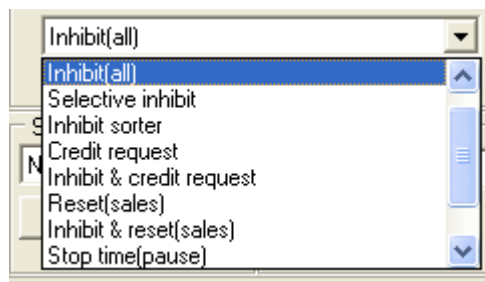 Inhibit(all)
Inhibit(all)
Selective inhibit
Inhibit sorter
Credit request
Inhibit & credit request
Reset(sales)
Inhibit & reset(sales)
Stop time(pause)